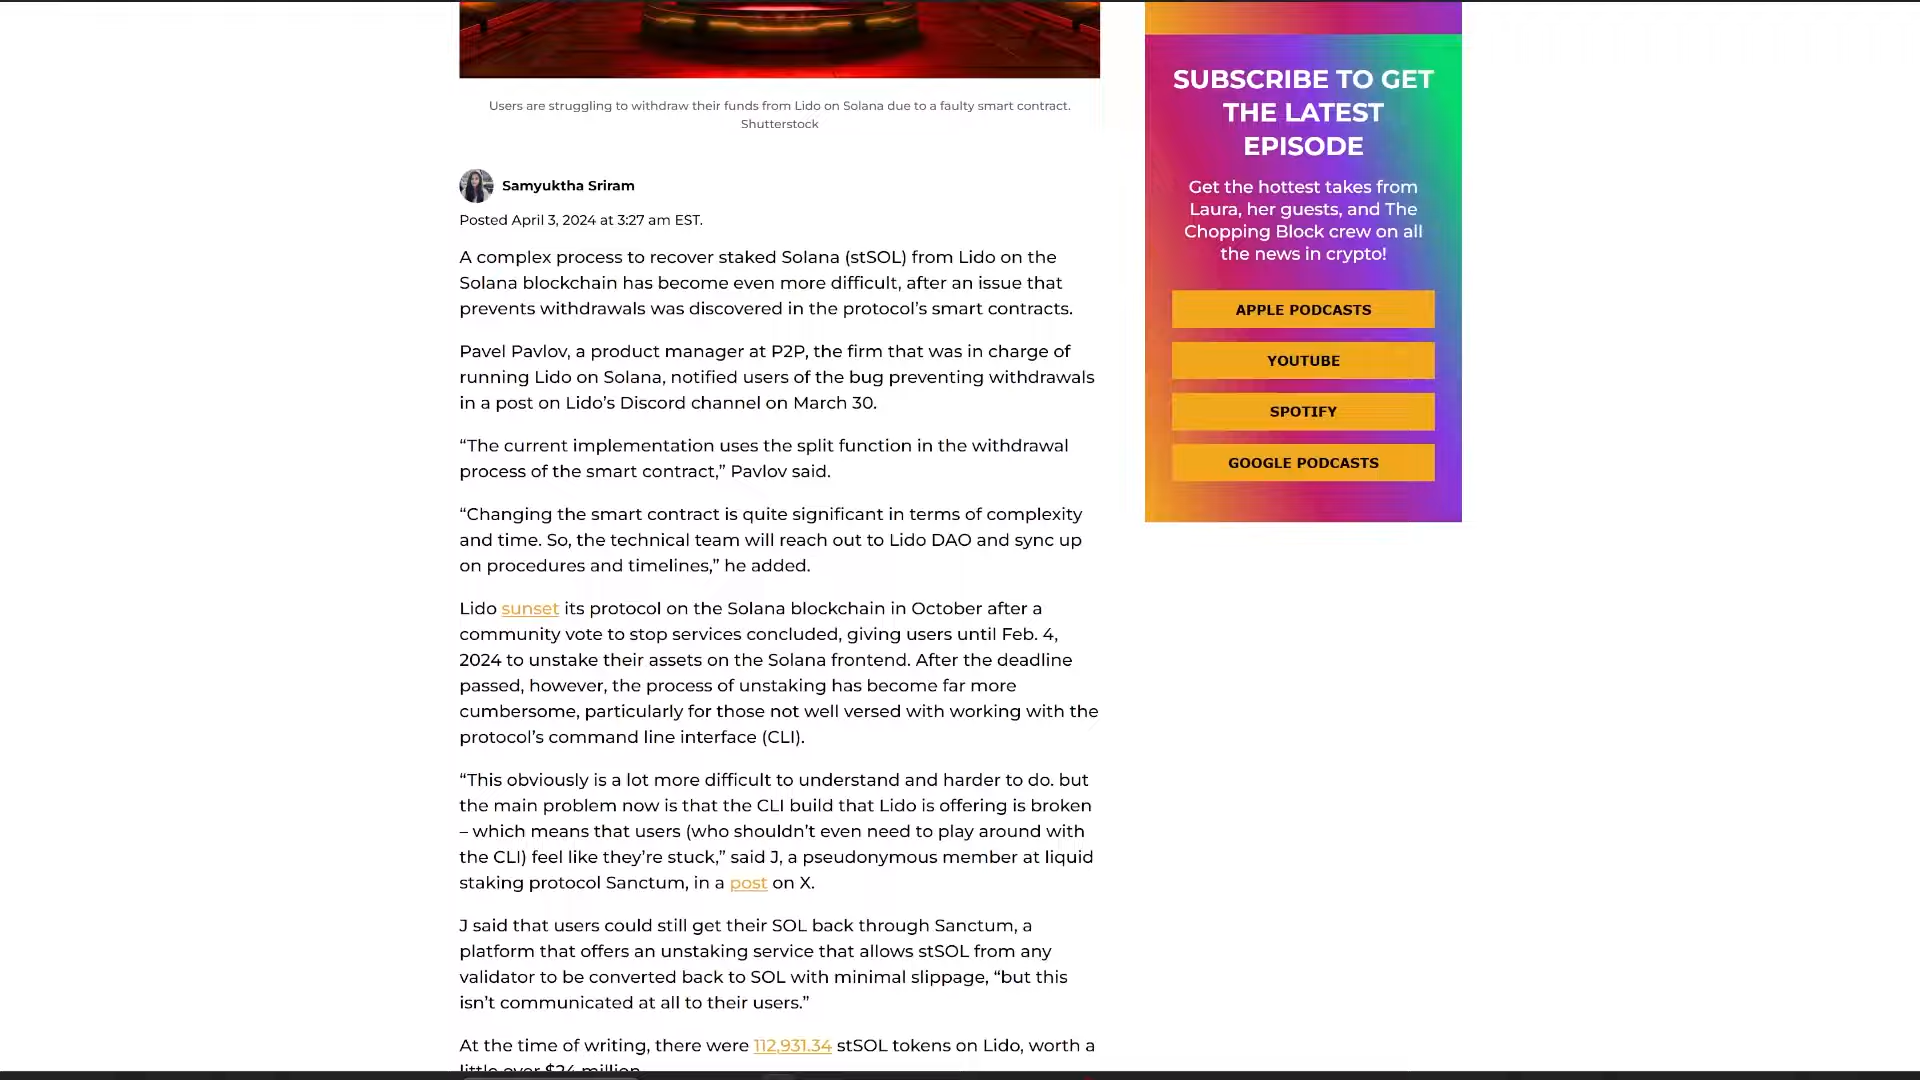 Users are struggling to withdraw their funds from Lido on Solana due to a faulty smart contract.
Shutterstock
Samyuktha Sriram
Posted April 3, 2024 at 3:27 am EST.
A complex process to recover staked Solana (stSOL) from Lido on the
Solana blockchain has become even more difficult, after an issue that
prevents withdrawals was discovered in the protocol’s smart contracts.
Pavel Pavlov, a product manager at P2P, the firm that was in charge of
running Lido on Solana, notified users of the bug preventing withdrawals
in a post on Lido’s Discord channel on March 30.
“The current implementation uses the split function in the withdrawal
process of the smart contract,” Pavlov said.
“Changing the smart contract is quite significant in terms of complexity
and time. So, the technical team will reach out to Lido DAO and sync up
on procedures and timelines,” he added.
Lido sunset its protocol on the Solana blockchain in October after a
community vote to stop services concluded, giving users until Feb. 4,
2024 to unstake their assets on the Solana frontend. After the deadline
passed, however, the process of unstaking has become far more
cumbersome, particularly for those not well versed with working with the
protocol’s command line interface (CLI).
“This obviously is a lot more difficult to understand and harder to do. but
the main problem now is that the CLI build that Lido is offering is broken
– which means that users (who shouldn’t even need to play around with
the CLI) feel like they’re stuck,” said J, a pseudonymous member at liquid
staking protocol Sanctum, in a post on X.
J said that users could still get their SOL back through Sanctum, a
platform that offers an unstaking service that allows stSOL from any
validator to be converted back to SOL with minimal slippage, “but this
isn’t communicated at all to their users.”
At the time of writing, there were 112,931.34 stSOL tokens on Lido, worth a
little over $24 million.
SUBSCRIBE TO GET
THE LATEST
EPISODE
Get the hottest takes from
Laura, her guests, and The
Chopping Block crew on all
the news in crypto!
APPLE PODCASTS
YOUTUBE
SPOTIFY
GOOGLE PODCASTS